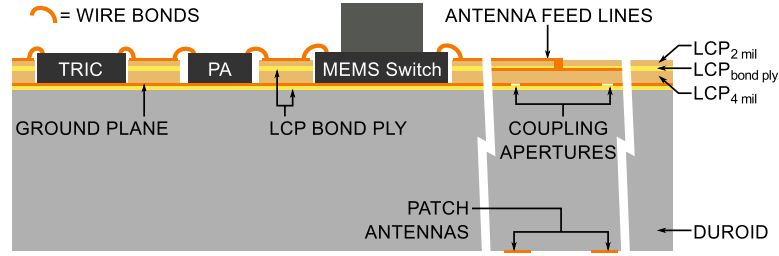 = WIRE BONDS
ANTENNA FEED LINES
LCP2 mil
LCPbond ply
LCP4 mil
TRIC
PA
MEMS Switch
GROUND PLANE
LCP BOND PLY
COUPLING
APERTURES
PATCH
ANTENNAS
DUROID